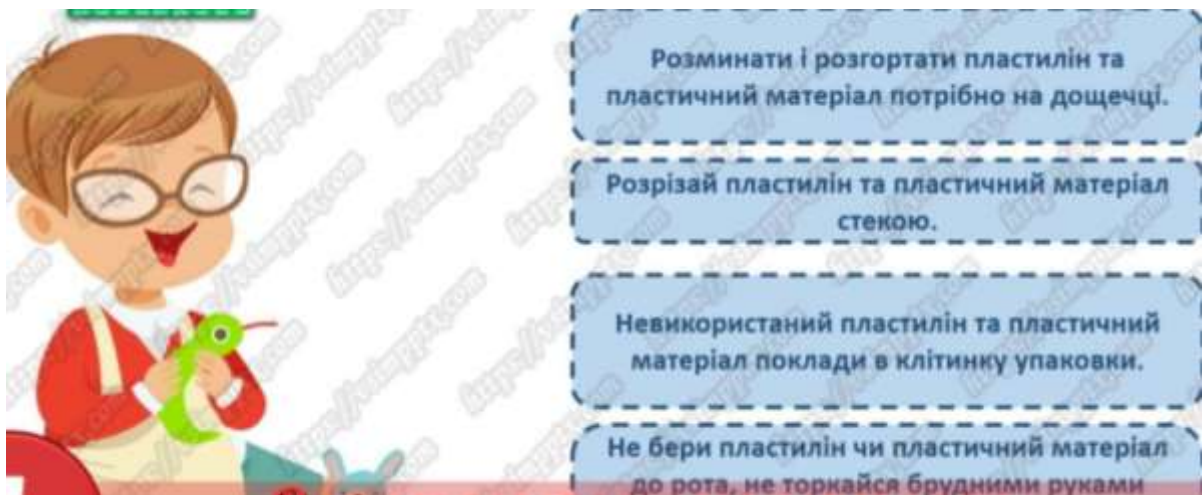 Розминати і розгортати пластилін та
пластичний матеріал потрібно на дощечці.
Розрізай пластилін та пластичний матеріал
стекою.
Невикористаний пластилін та пластичний
матеріал поклади в клітинку упаковки.
Не бери пластилін чи пластичний матеріал
до рота, не торкайся брудними руками